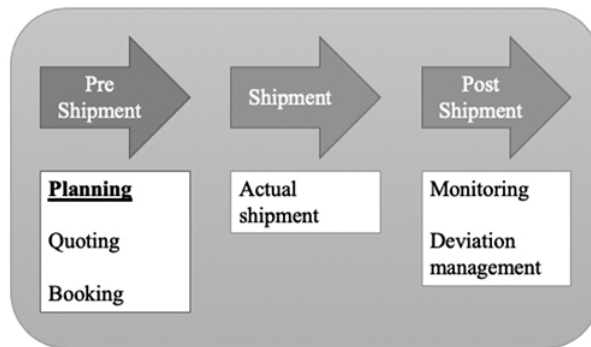 Pre
Shipment
Shipment
Post
Shipment
Planning
Quoting
Booking
Actual
shipment
Monitoring
Deviation
management